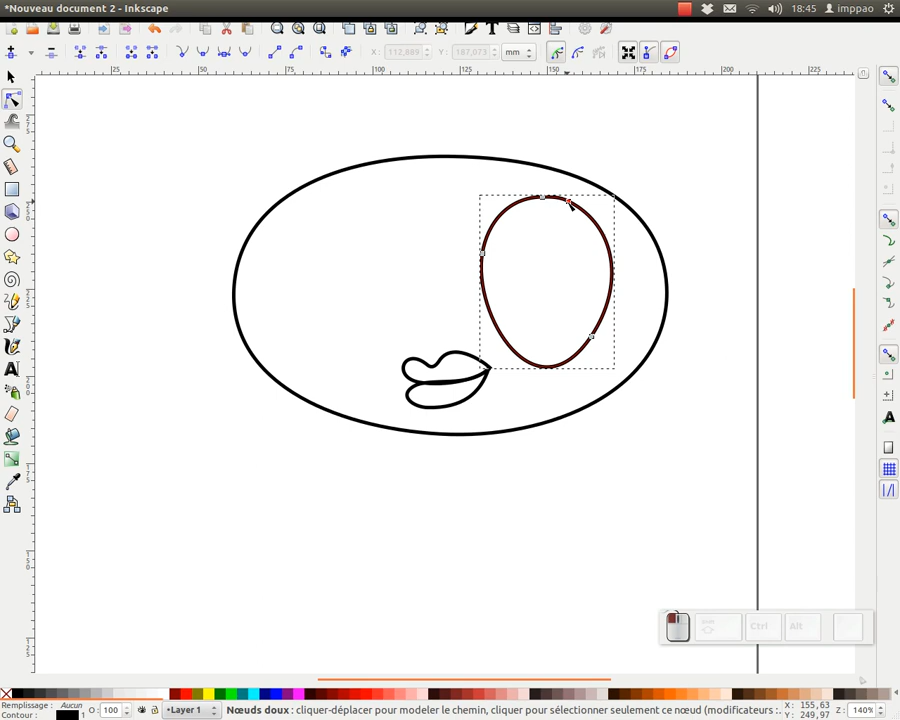 *Nouveau document 2 - Inkscape
18:45 imppao
X : 112,889 Y : 187,073 mm
25 50 75 100 125 150 175 200 225
Ctrl Alt
Remplissage : Aucun
Contour : 1
O : 100
•Layer 1
Nœuds doux : cliquer-déplacer pour modeler le chemin, cliquer pour sélectionner seulement ce nœud (modificateurs :.
X : 155,63
Y : 249,97
Z : 140%